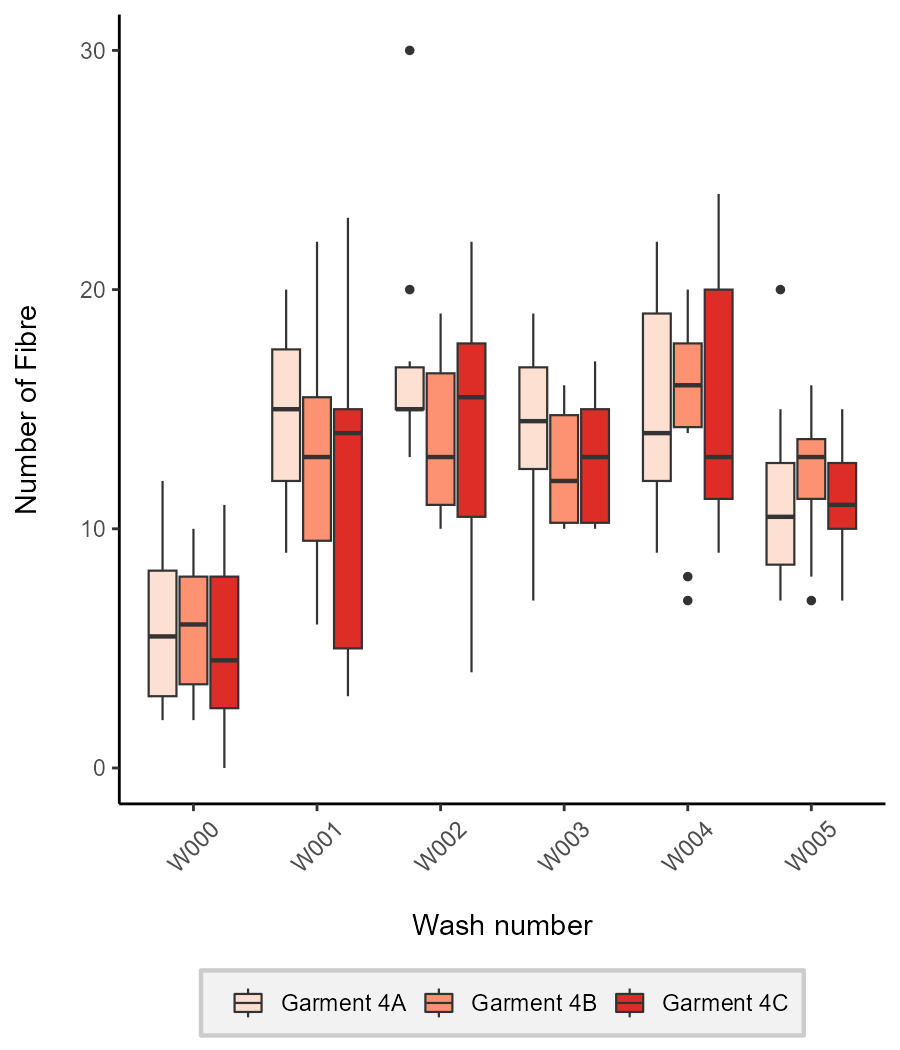 30
20
10
0
Number of Fibre
W000 W001 W002 W003 W004 W005
Wash number
Garment 4A Garment 4B Garment 4C